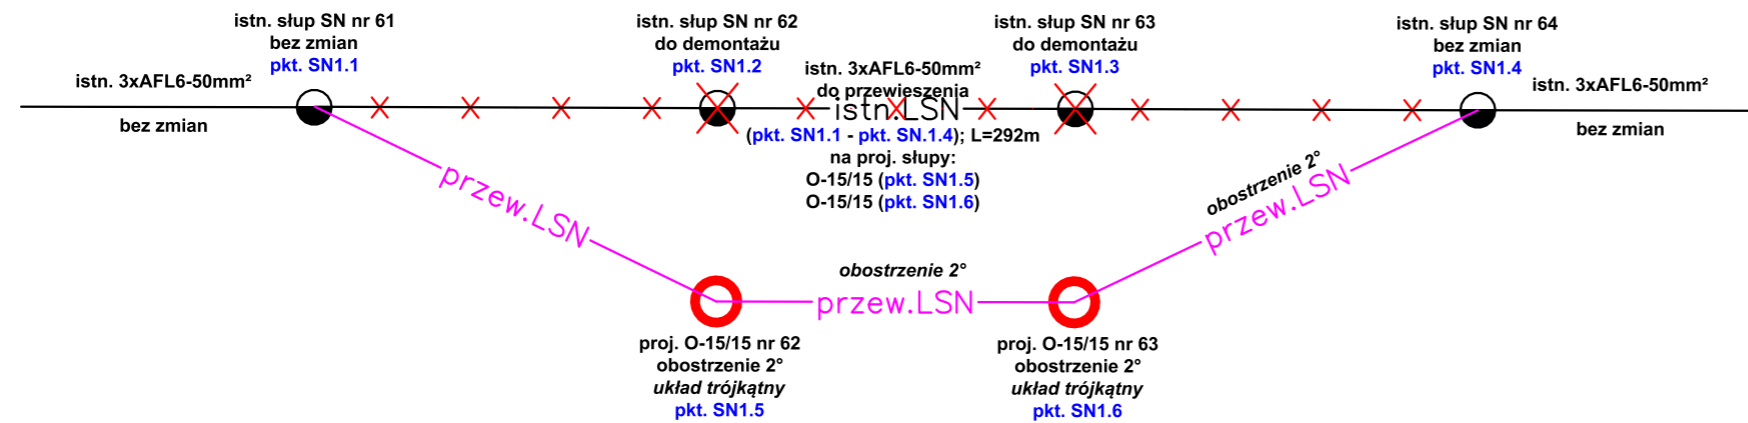 istn. słup SN nr 61
bez zmian
pkt. SN1.1
istn. 3xAFL6-50mm²
bez zmian
istn. słup SN nr 62
do demontażu
pkt. SN1.2
istn. 3xAFL6-50mm²
do przewieszenia
istn.LSN
(pkt. SN1.1 - pkt. SN.1.4); L=292m
na proj. słupy:
O-15/15 (pkt. SN1.5)
O-15/15 (pkt. SN1.6)
istn. słup SN nr 63
do demontażu
pkt. SN1.3
istn. słup SN nr 64
bez zmian
pkt. SN1.4
istn. 3xAFL6-50mm²
bez zmian
przew.LSN
obostrzenie 2°
przew.LSN
obostrzenie 2°
przew.LSN
proj. O-15/15 nr 62
obostrzenie 2°
układ trójkątny
pkt. SN1.5
proj. O-15/15 nr 63
obostrzenie 2°
układ trójkątny
pkt. SN1.6